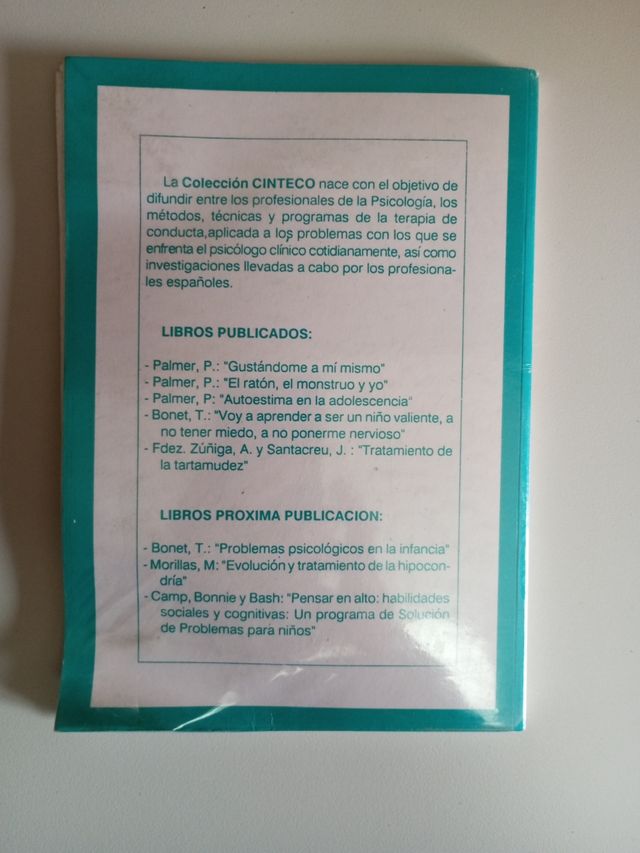 La Colección CINTECO nace con el objetivo de
difundir entre los profesionales de la Psicología, los
métodos, técnicas y programas de la terapia de
conducta,aplicada a los problemas con los que se
enfrenta el psicólogo clínico cotidianamente, así como
investigaciones llevadas a cabo por los profesiona-
les españoles.
LIBROS PUBLICADOS:
- Palmer, P.: "Gustándome a mí mismo"
- Palmer, P.: "El ratón, el monstruo y yo"
- Palmer, P: "Autoestima en la adolescencia"
- Bonet, T.: "Voy a aprender a ser un niño valiente, a
no tener miedo, a no ponerme nervioso"
- Fdez. Zúñiga, A. y Santacreu, J. : "Tratamiento de
la tartamudez"
LIBROS PROXIMA PUBLICACION:
- Bonet, T.: "Problemas psicológicos en la infancia"
- Morillas, M: "Evolución y tratamiento de la hipocon-
dría"
- Camp, Bonnie y Bash: "Pensar en alto: habilidades
sociales y cognitivas: Un programa de Solución
de Problemas para niños"